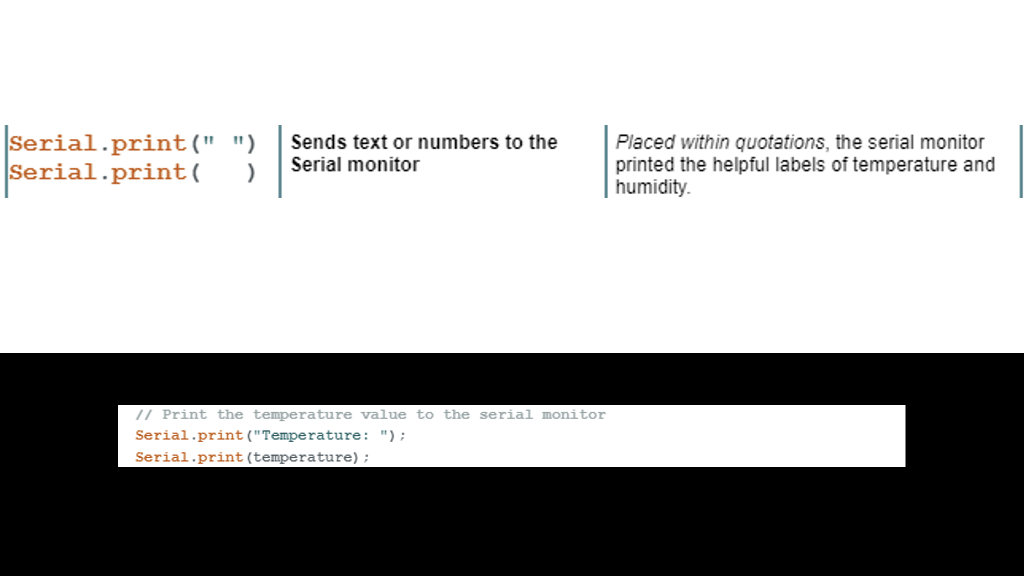 Serial.print(" ")
Serial.print(   )
Sends text or numbers to the
Serial monitor
Placed within quotations, the serial monitor
printed the helpful labels of temperature and
humidity.
// Print the temperature value to the serial monitor
Serial.print("Temperature: ");
Serial.print(temperature);